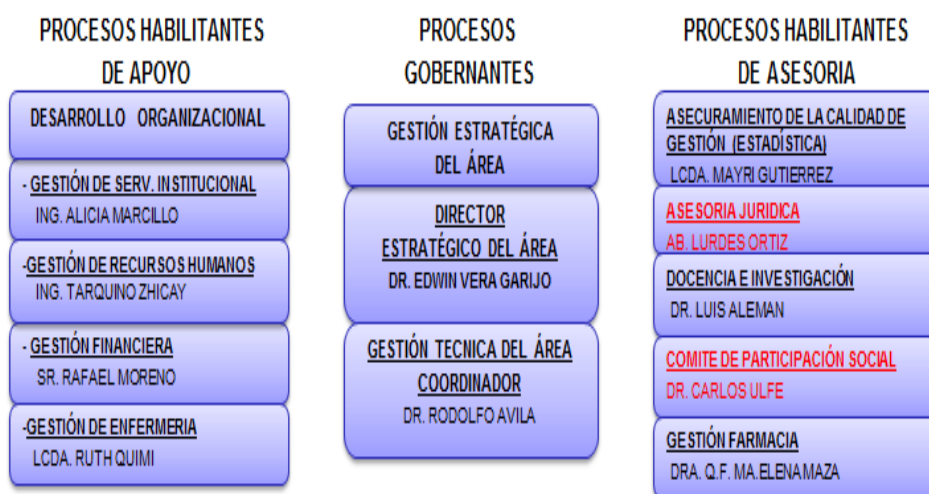 PROCESOS HABILITANTES
DE APOYO
DESARROLLO ORGANIZACIONAL
- GESTIÓN DE SERV. INSTITUCIONAL
ING. ALICIA MARCILLO
-GESTIÓN DE RECURSOS HUMANOS
ING. TARQUINO ZHICAY
- GESTIÓN FINANCIERA
SR. RAFAEL MORENO
-GESTIÓN DE ENFERMERIA
LCDA. RUTH QUIMI
PROCESOS
GOBERNANTES
GESTIÓN ESTRATÉGICA
DEL ÁREA
DIRECTOR
ESTRATÉGICO DEL ÁREA
DR. EDWIN VERA GARIJO
GESTIÓN TECNICA DEL ÁREA
COORDINADOR
DR. RODOLFO AVILA
PROCESOS HABILITANTES
DE ASESORIA
ASECURAMIENTO DE LA CALIDAD DE
GESTIÓN (ESTADÍSTICA)
LCDA. MAYRI GUTIERREZ
ASESORIA JURIDICA
AB. LURDES ORTIZ
DOCENCIA E INVESTIGACIÓN
DR. LUIS ALEMAN
COMITE DE PARTICIPACIÓN SOCIAL
DR. CARLOS ULFE
GESTIÓN FARMACIA
DRA. Q.F. MA.ELENA MAZA